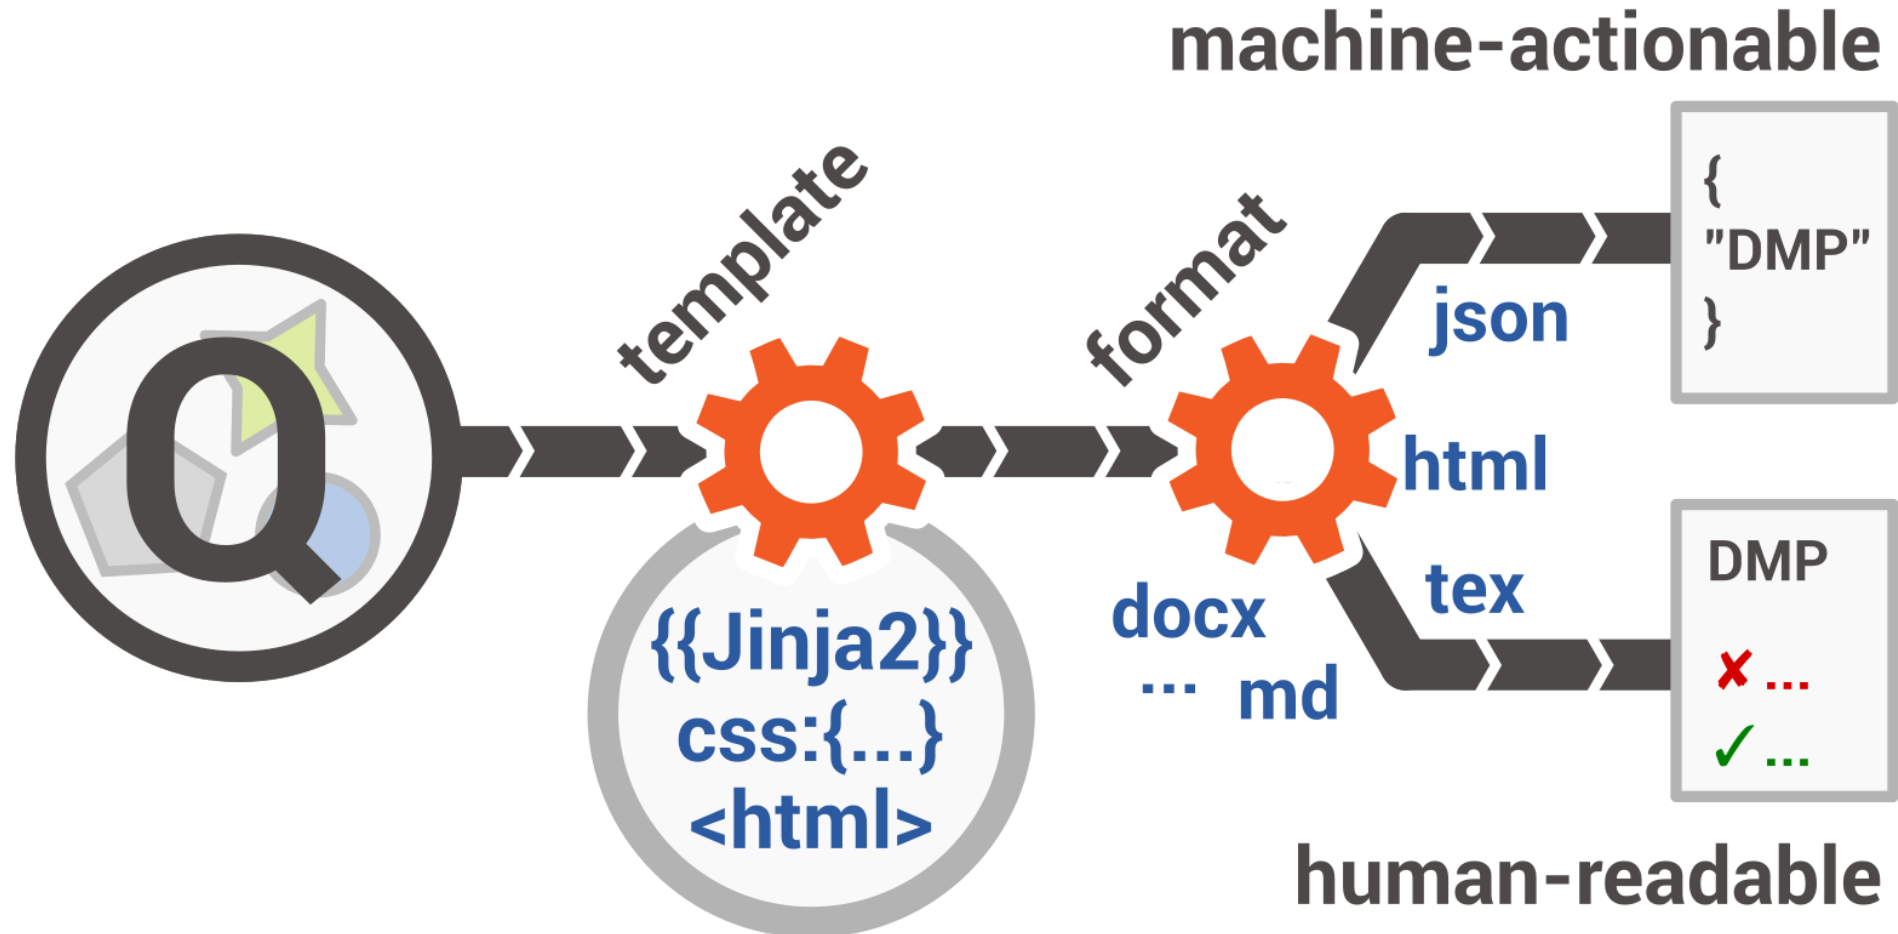 machine-actionable
template
format
{
"DMP"
}
json
Q
html
DMP
tex
docx
... md
✘...
✓...
{{Jinja2}}
css:{...}
<html>
human-readable